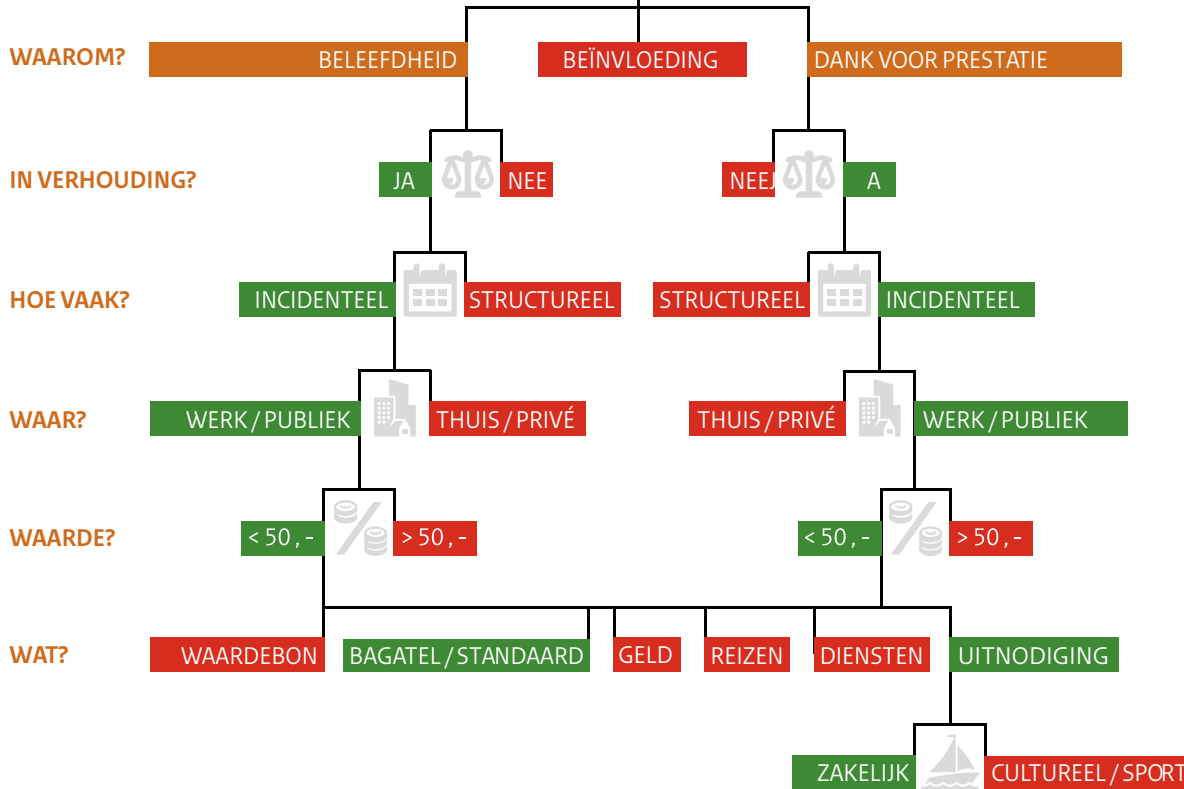 WAAROM? BELEEFDHEID BEÏNVLOEDING DANK VOOR PRESTATIE
IN VERHOUDING? JA NEE NEEJ A
HOE VAAK? INCIDENTEEL STRUCTUREEL STRUCTUREEL INCIDENTEEL
WAAR? WERK / PUBLIEK THUIS / PRIVÉ THUIS / PRIVÉ WERK / PUBLIEK
WAARDE? < 50 , - > 50 , - < 50 , - > 50 , -
WAT? WAARDEBON BAGATEL / STANDAARD GELD REIZEN DIENSTEN UITNODIGING
ZAKELIJK CULTUREEL / SPORT